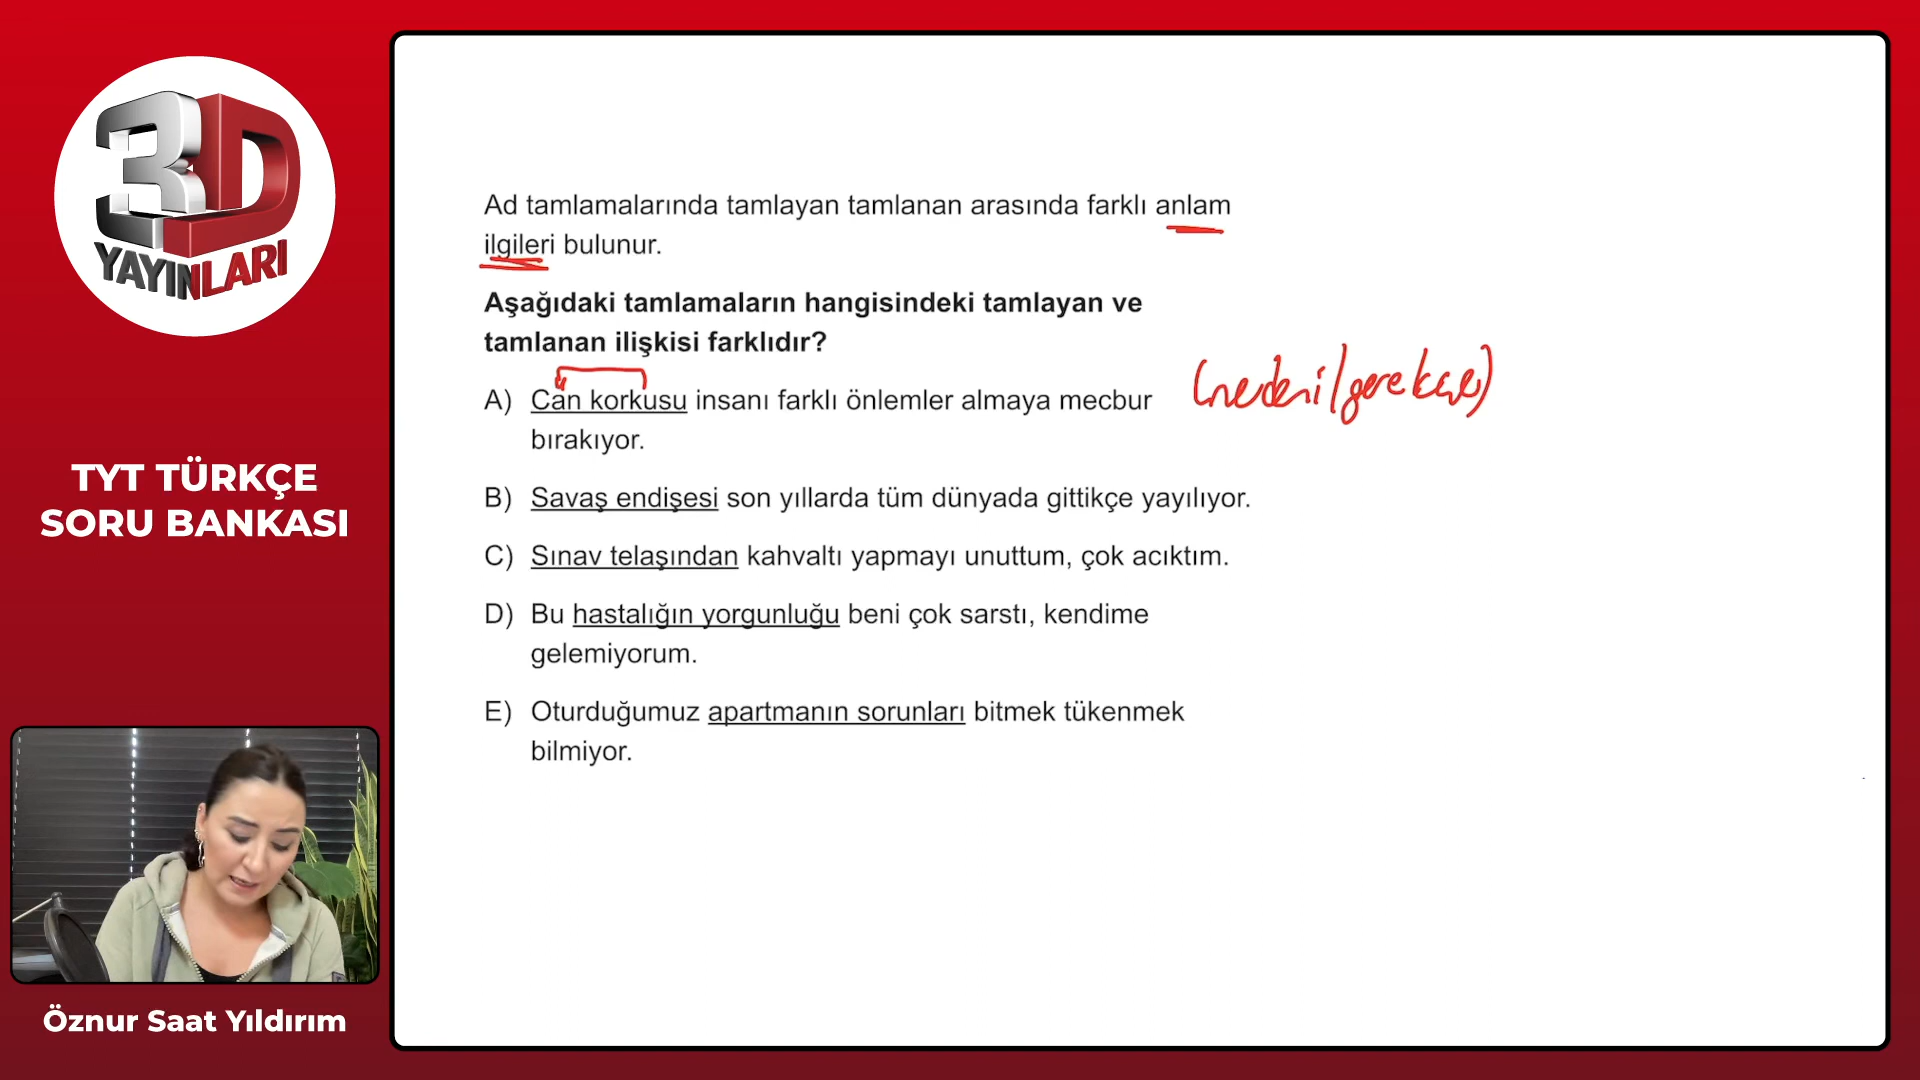 3D
YAYINLARI
TYT TÜRKÇE
SORU BANKASI
Öznur Saat Yıldırım
Ad tamlamalarında tamlayan tamlanan arasında farklı anlam
ilgileri bulunur.
Aşağıdaki tamlamaların hangisindeki tamlayan ve
tamlanan ilişkisi farklıdır?
A) Can korkusu insanı farklı önlemler almaya mecbur
bırakıyor.
(nedeni/gerekçe)
B) Savaş endişesi son yıllarda tüm dünyada gittikçe yayılıyor.
C) Sınav telaşından kahvaltı yapmayı unuttum, çok acıktım.
D) Bu hastalığın yorgunluğu beni çok sarstı, kendime
gelemiyorum.
E) Oturduğumuz apartmanın sorunları bitmek tükenmek
bilmiyor.